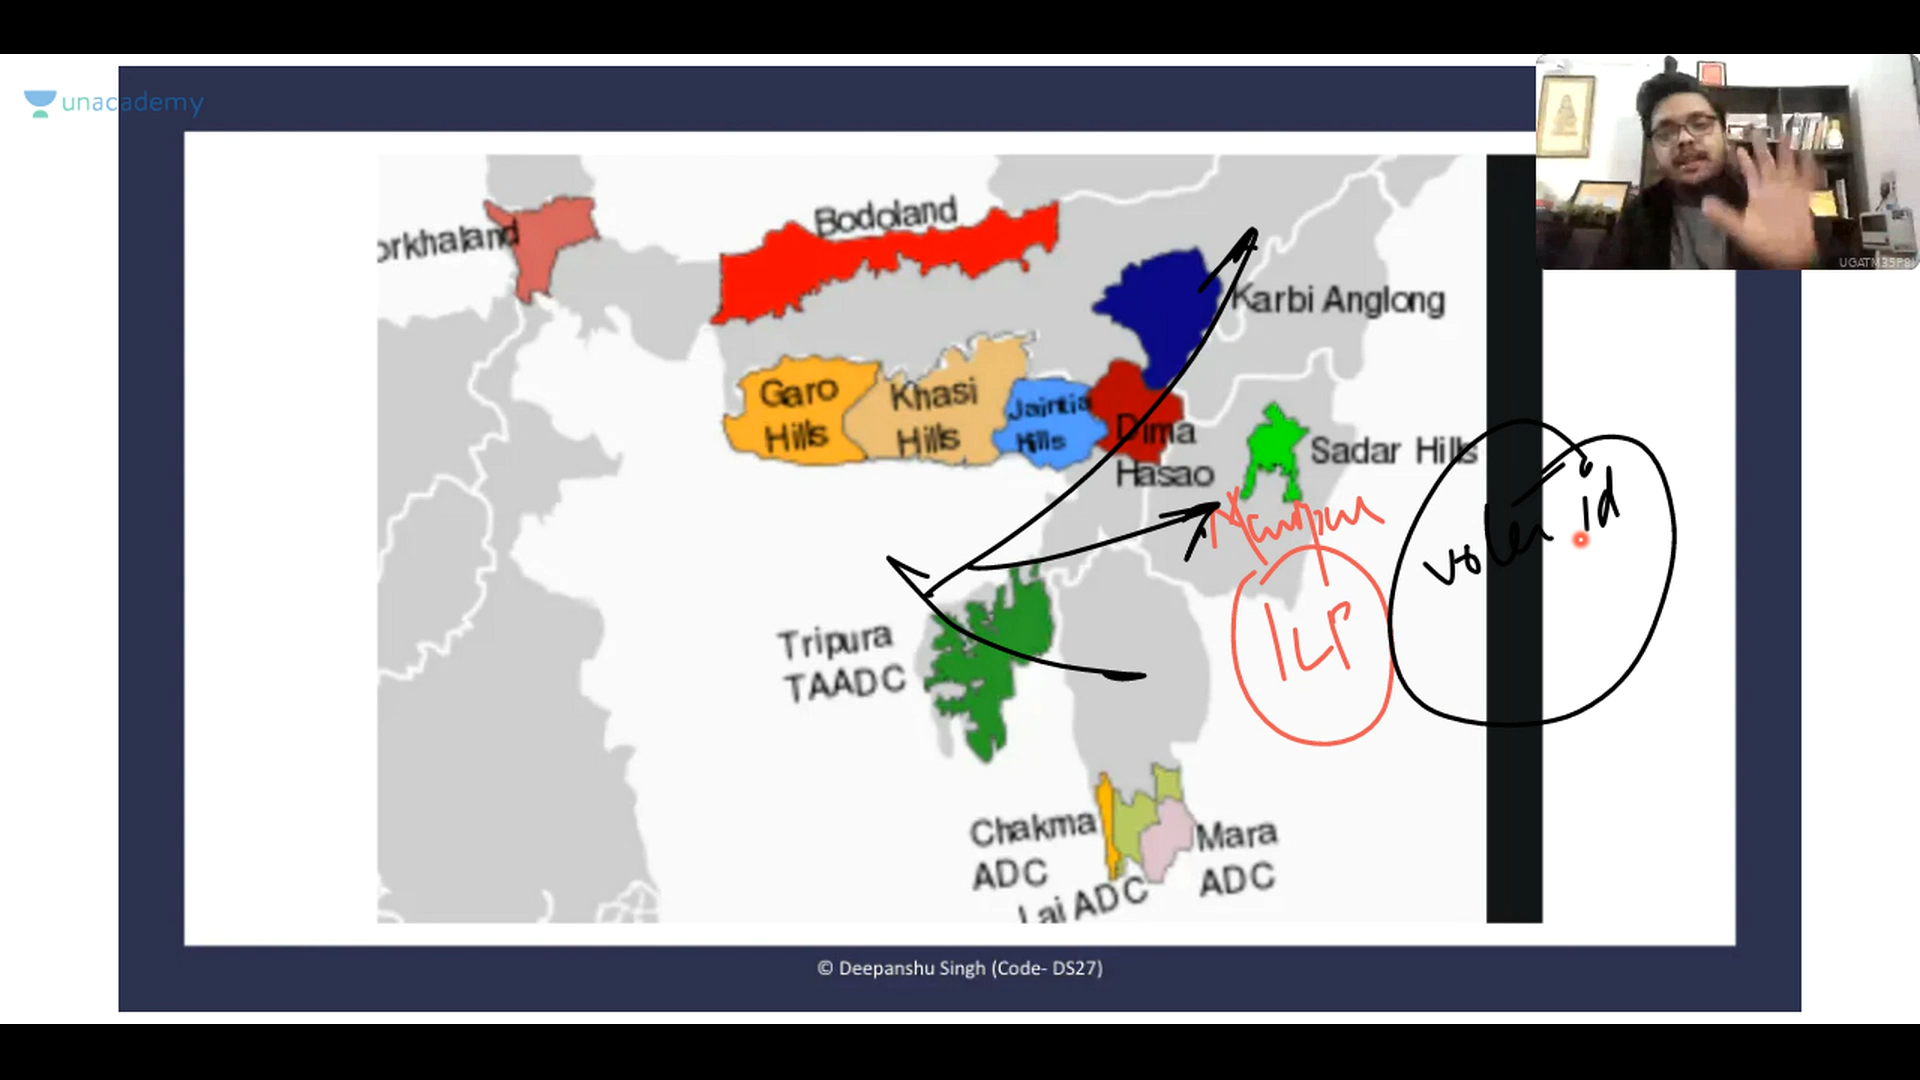 unacademy
Bodoland
orkhaland
Karbi Anglong
Garo
Hills
Khasi
Hills
Jaintia
Hills
Dima
Hasao
Sadar Hills
Manipur
voter id
ILP
Tripura
TAADC
Chakma
ADC
Lai ADC
Mara
ADC
© Deepanshu Singh (Code- DS27)